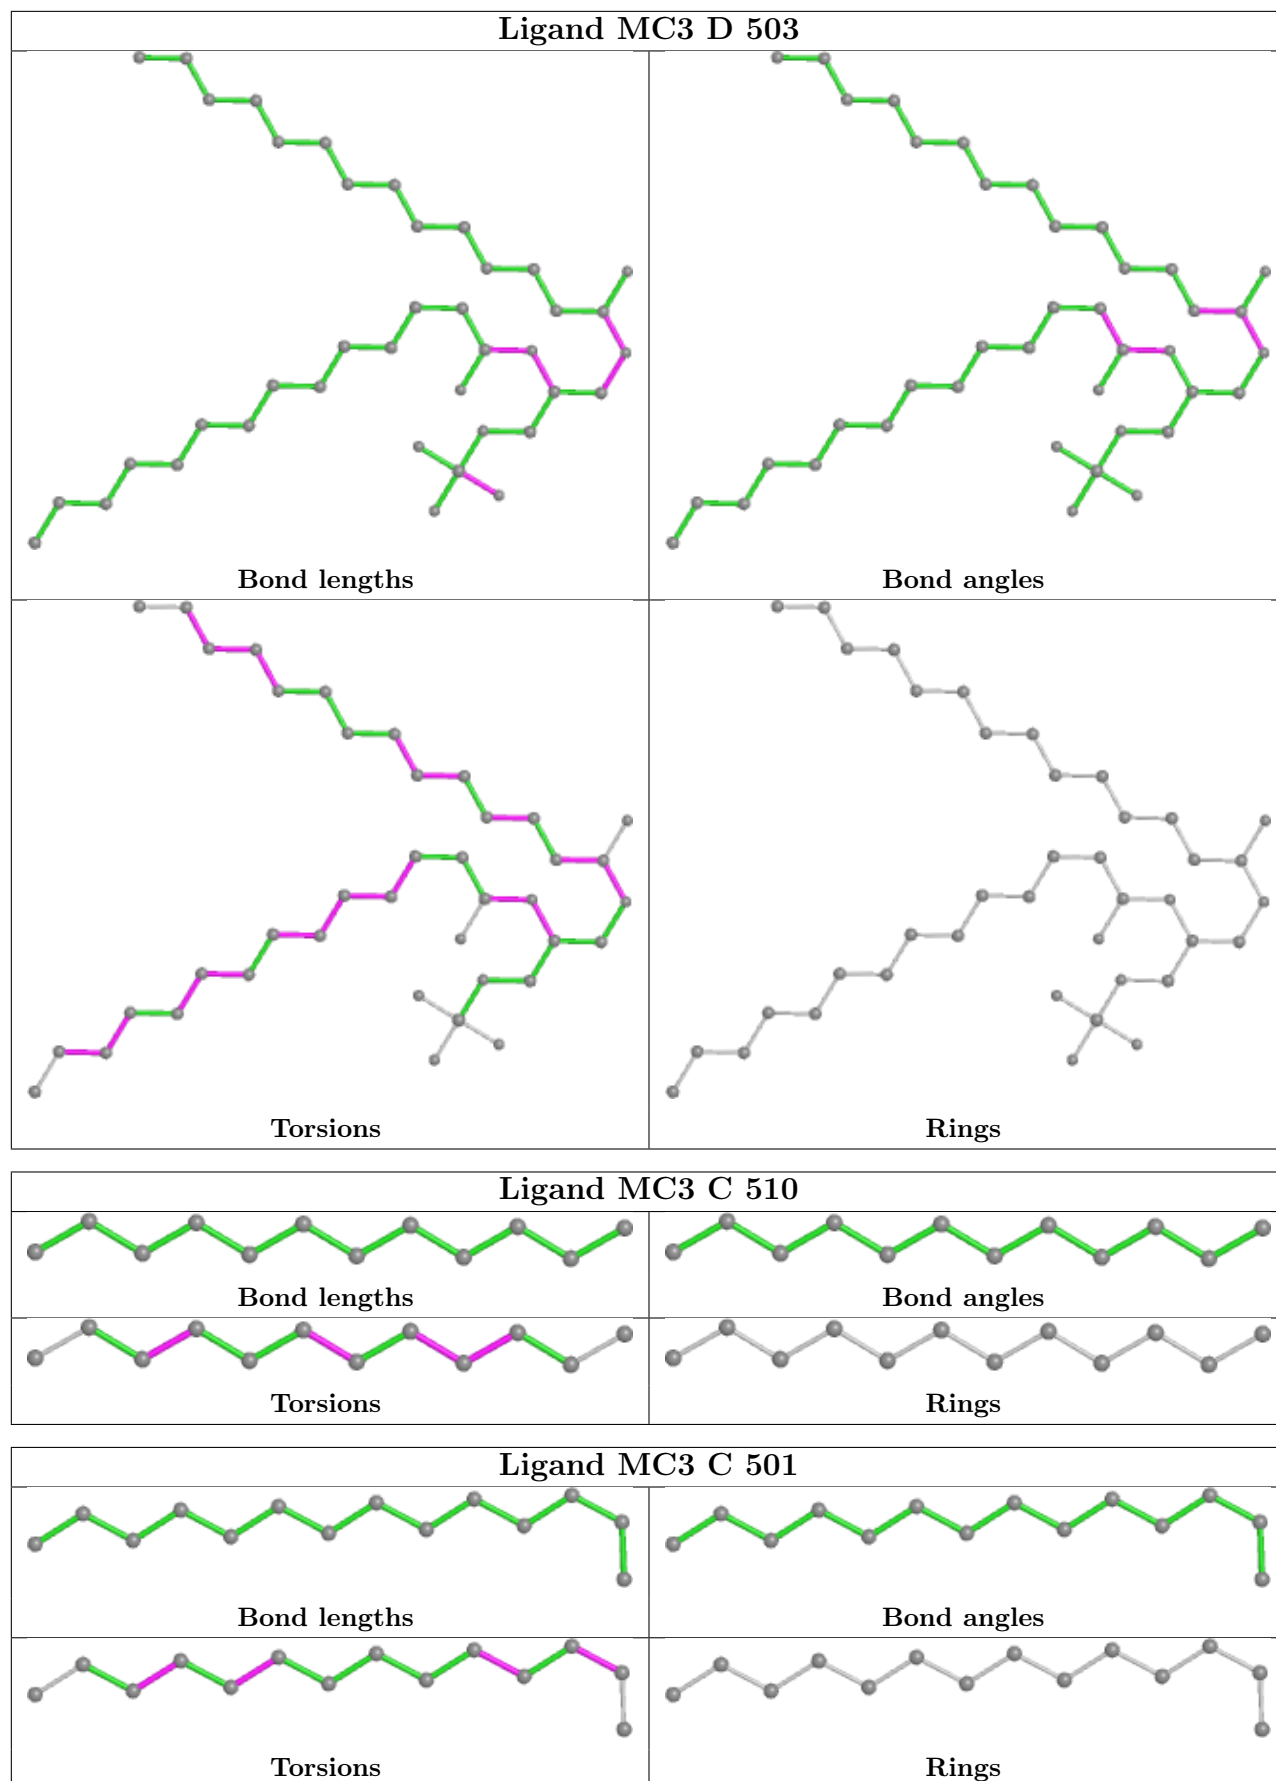 Ligand MC3 D 503
Bond lengths
Bond angles
Torsions
Rings
Ligand MC3 C 510
Bond lengths
Bond angles
Torsions
Rings
Ligand MC3 C 501
Bond lengths
Bond angles
Torsions
Rings